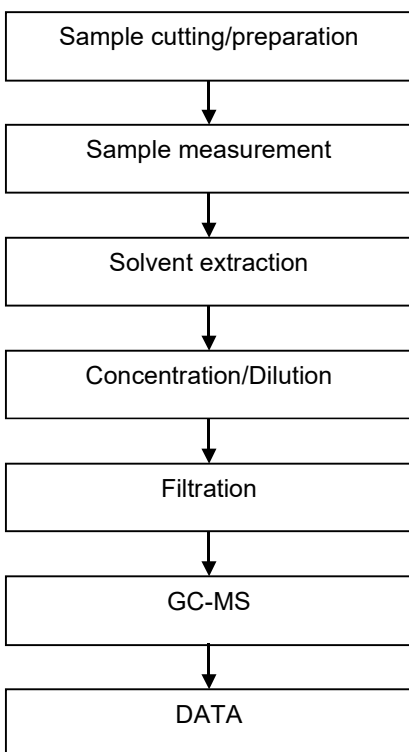 Sample cutting/preparation
Sample measurement
Solvent extraction
Concentration/Dilution
Filtration
GC-MS
DATA